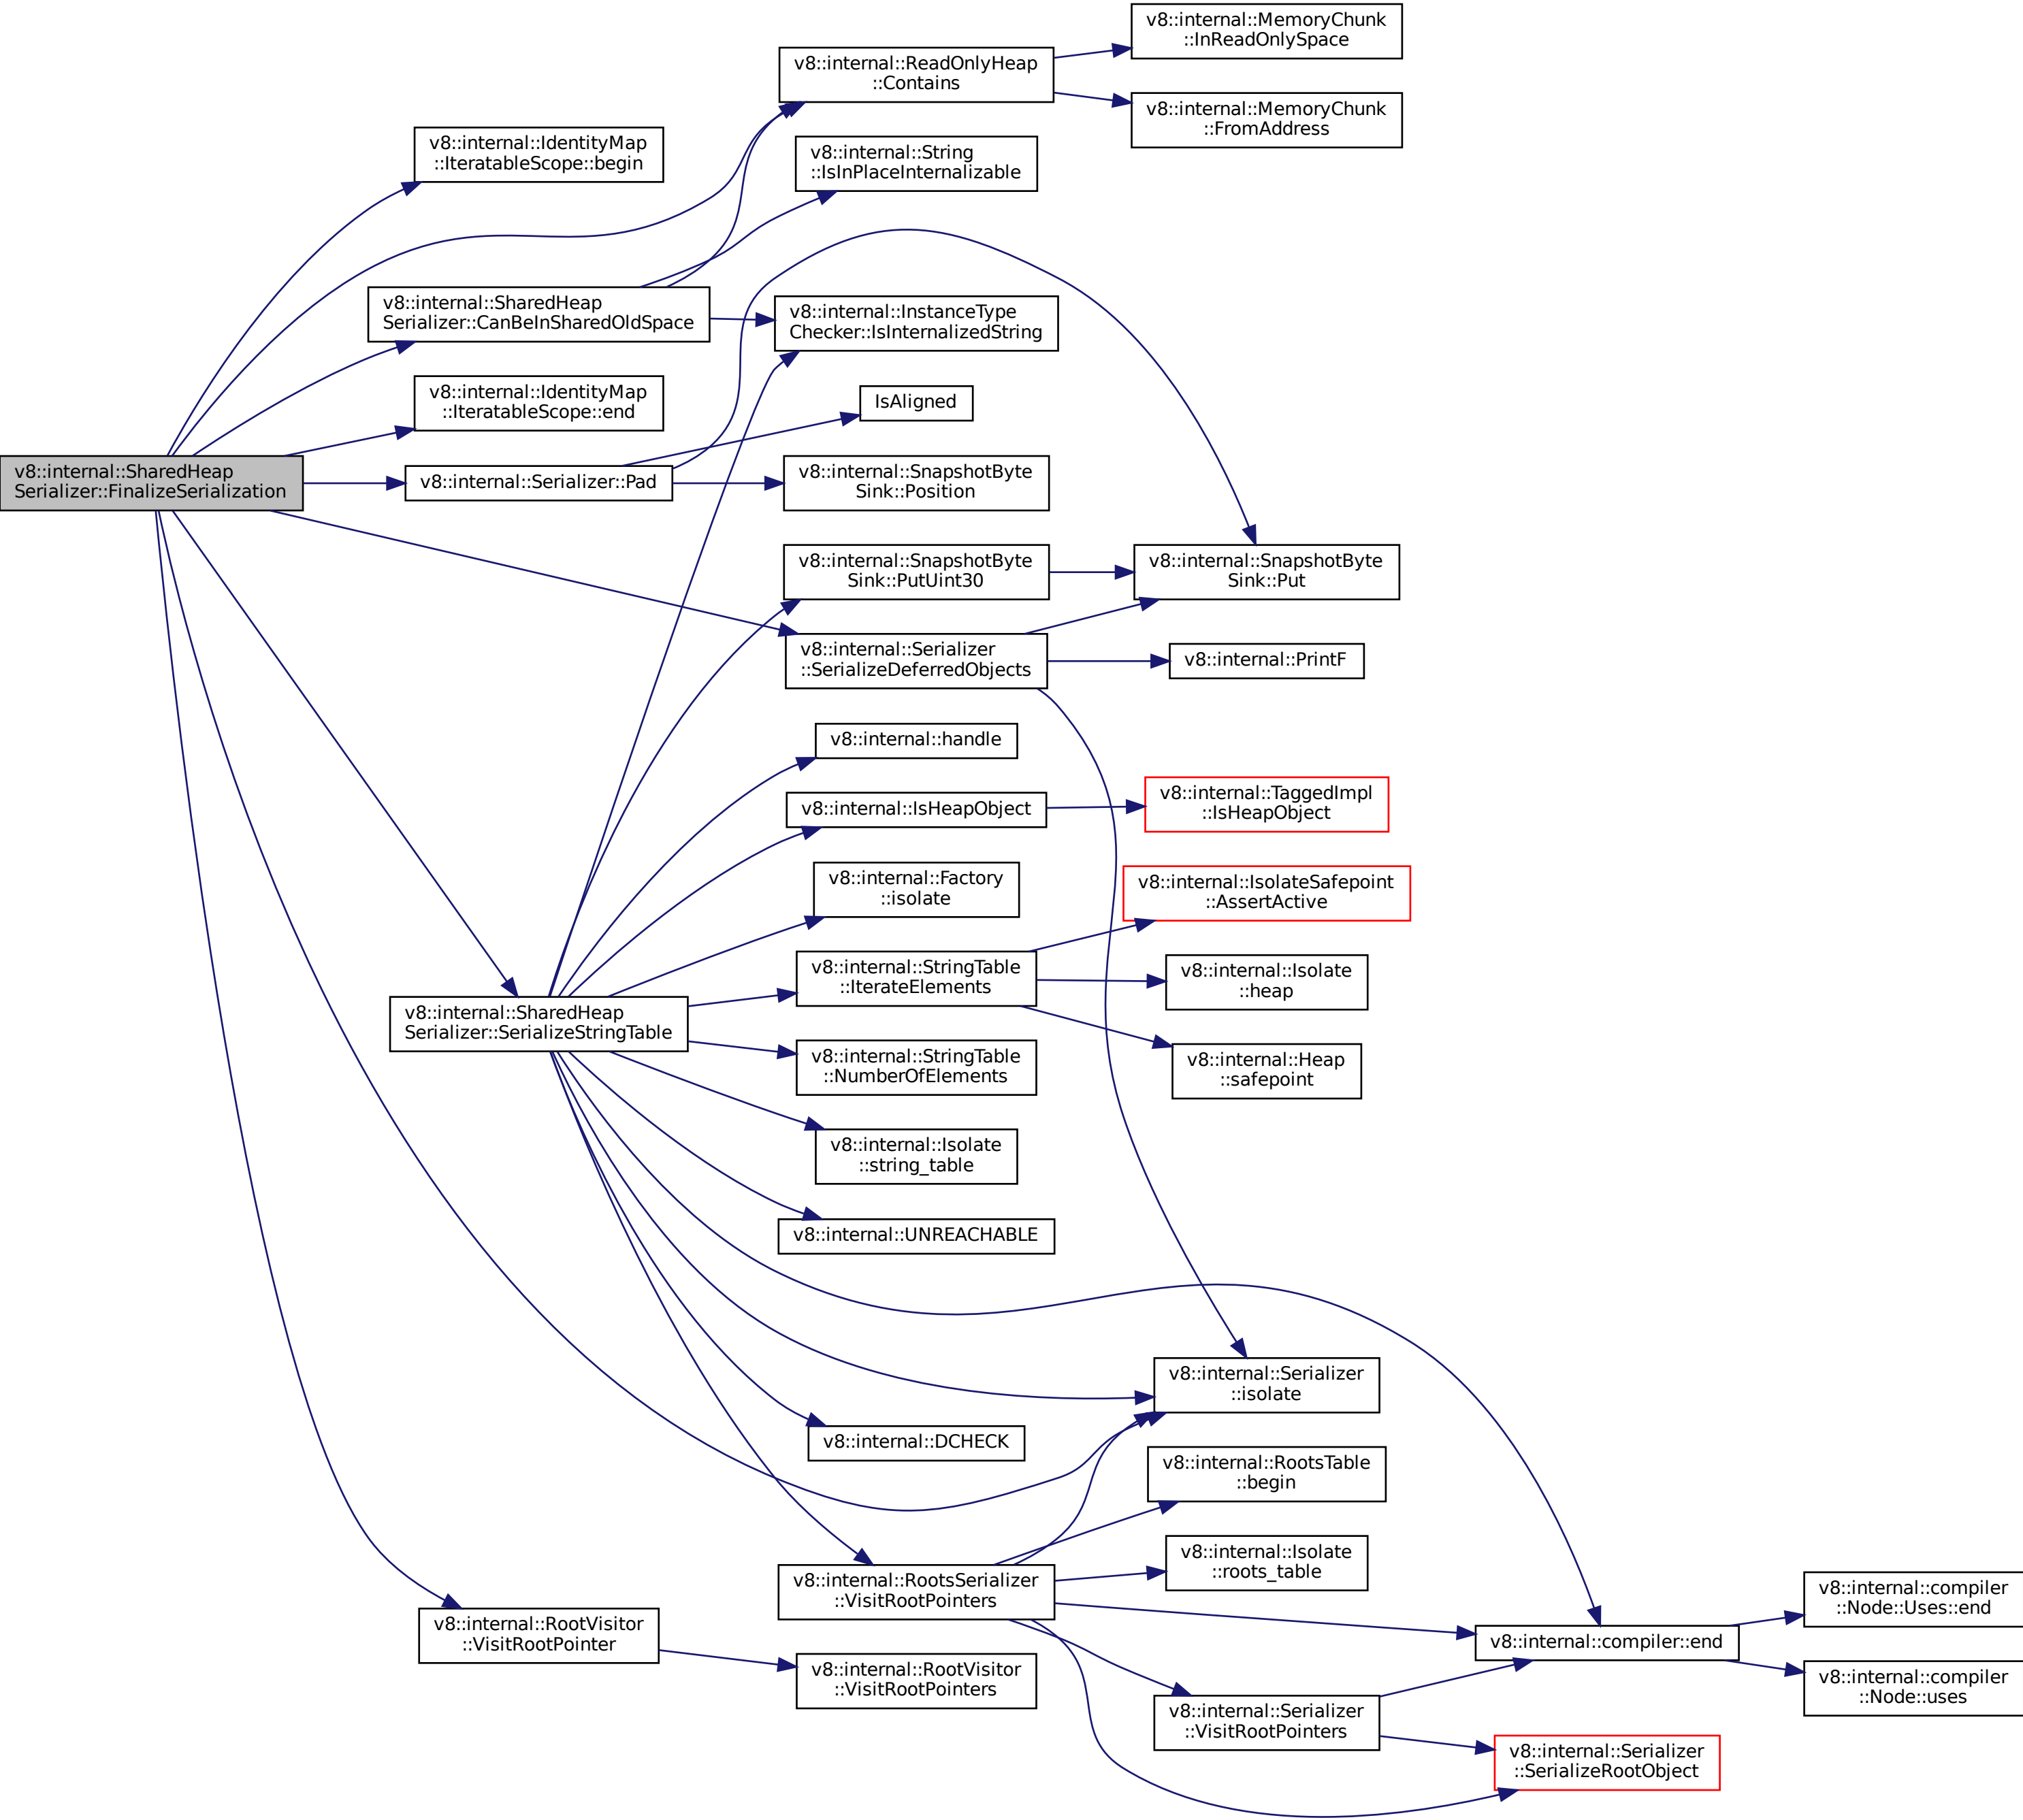 v8::internal::MemoryChunk
::InReadOnlySpace
v8::internal::ReadOnlyHeap
::Contains
v8::internal::MemoryChunk
::FromAddress
v8::internal::IdentityMap
::IteratableScope::begin
v8::internal::String
::IsInPlaceInternalizable
v8::internal::SharedHeap
Serializer::CanBeInSharedOldSpace
v8::internal::InstanceType
Checker::IsInternalizedString
v8::internal::IdentityMap
::IteratableScope::end
IsAligned
v8::internal::SharedHeap
Serializer::FinalizeSerialization
v8::internal::Serializer::Pad
v8::internal::SnapshotByte
Sink::Position
v8::internal::SnapshotByte
Sink::PutUint30
v8::internal::SnapshotByte
Sink::Put
v8::internal::Serializer
::SerializeDeferredObjects
v8::internal::PrintF
v8::internal::handle
v8::internal::IsHeapObject
v8::internal::TaggedImpl
::IsHeapObject
v8::internal::Factory
::isolate
v8::internal::IsolateSafepoint
::AssertActive
v8::internal::StringTable
::IterateElements
v8::internal::Isolate
::heap
v8::internal::SharedHeap
Serializer::SerializeStringTable
v8::internal::StringTable
::NumberOfElements
v8::internal::Heap
::safepoint
v8::internal::Isolate
::string_table
v8::internal::UNREACHABLE
v8::internal::Serializer
::isolate
v8::internal::DCHECK
v8::internal::RootsTable
::begin
v8::internal::Isolate
::roots_table
v8::internal::RootsSerializer
::VisitRootPointers
v8::internal::compiler
::Node::Uses::end
v8::internal::RootVisitor
::VisitRootPointer
v8::internal::compiler::end
v8::internal::RootVisitor
::VisitRootPointers
v8::internal::compiler
::Node::uses
v8::internal::Serializer
::VisitRootPointers
v8::internal::Serializer
::SerializeRootObject